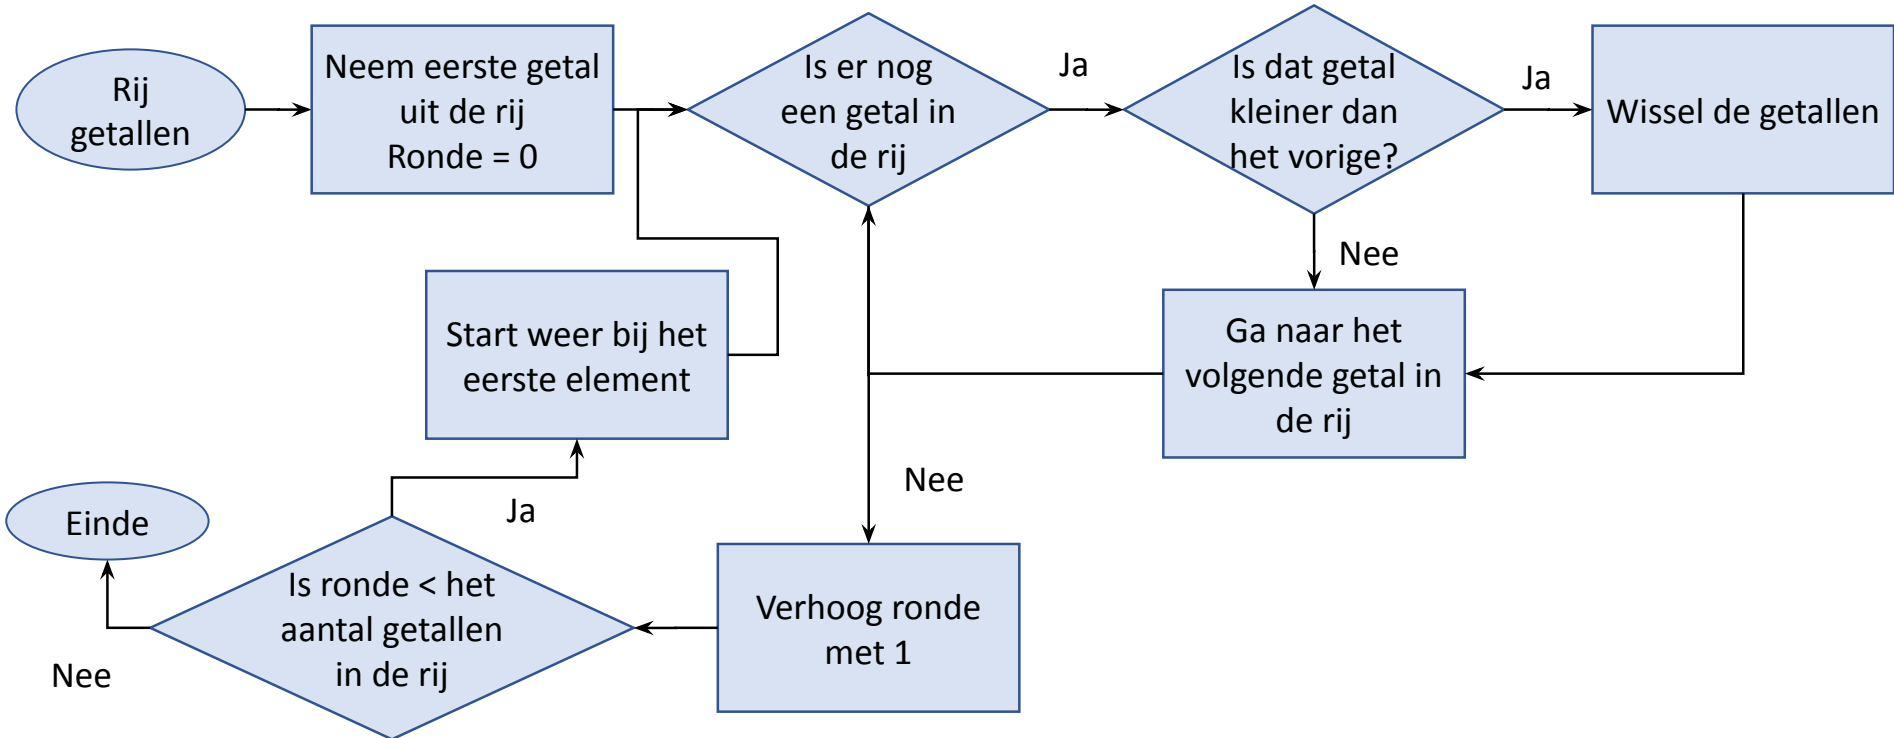 Rij
getallen
Neem eerste getal
uit de rij
Ronde = 0
Is er nog
een getal in
de rij
Ja
Is dat getal
kleiner dan
het vorige?
Ja
Wissel de getallen
Nee
Ga naar het
volgende getal in
de rij
Start weer bij het
eerste element
Nee
Ja
Einde
Is ronde < het
aantal getallen
in de rij
Verhoog ronde
met 1
Nee